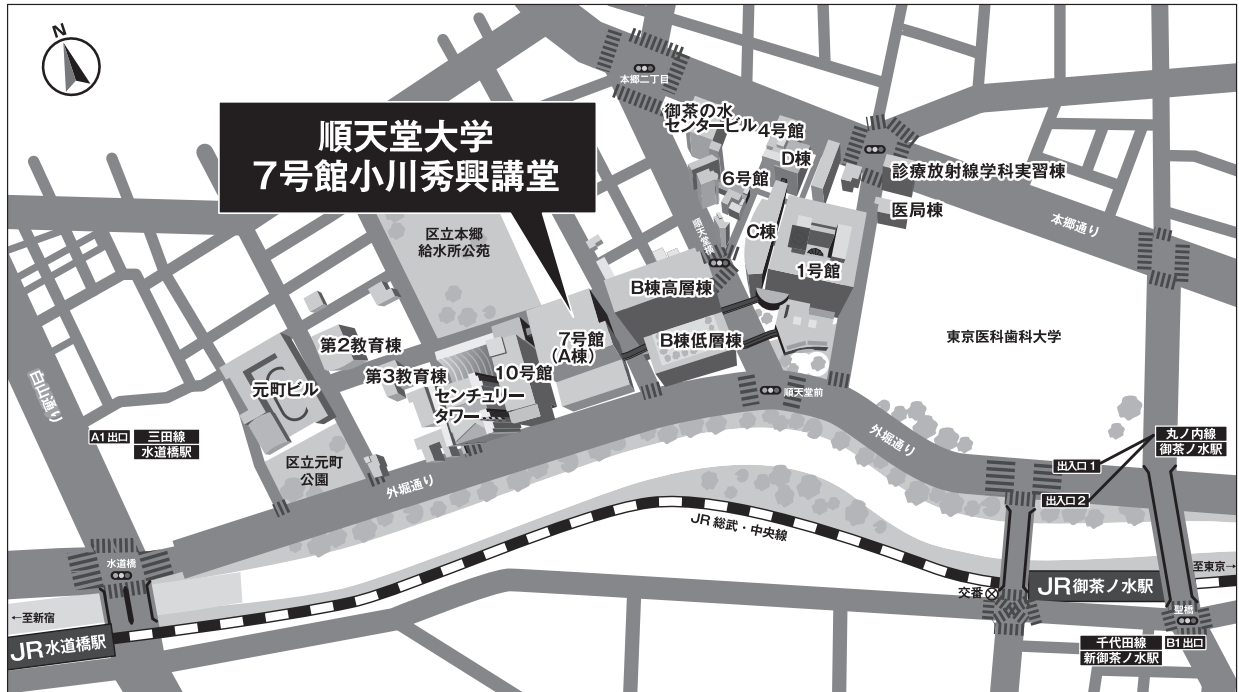 N
本郷二丁目
御茶の水
センタービル
4号館
D棟
順天堂大学
7号館小川秀興講堂
6号館
診療放射線学科実習棟
医局棟
本郷通り
順天堂横
C棟
1号館
区立本郷
給水所公苑
B棟高層棟
B棟低層棟
7号館
(A棟)
東京医科歯科大学
第2教育棟
第3教育棟
10号館
センチュリー
タワー
元町ビル
白山通り
順天堂前
A1出口
三田線
水道橋駅
区立元町
公園
外堀通り
外堀通り
丸ノ内線
御茶ノ水駅
出入口1
出入口2
JR 総武・中央線
水道橋
←至新宿
JR 水道橋駅
交番
JR 御茶ノ水駅
至東京→
聖橋
千代田線
新御茶ノ水駅
B1出口